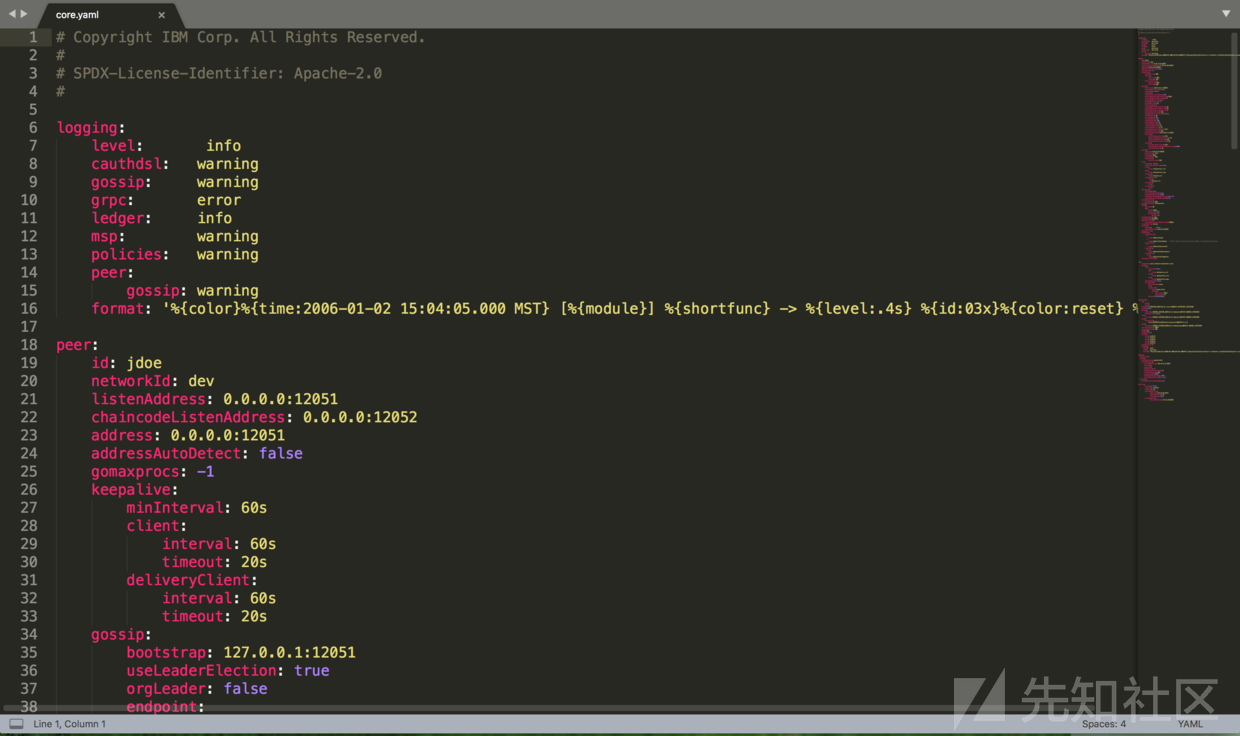 core.yaml ×
1 # Copyright IBM Corp. All Rights Reserved.
2 #
3 # SPDX-License-Identifier: Apache-2.0
4 #
5
6 logging:
7     level:       info
8     cauthdsl:   warning
9     gossip:     warning
10     grpc:       error
11     ledger:     info
12     msp:        warning
13     policies:   warning
14     peer:
15         gossip: warning
16     format: '%{color}%{time:2006-01-02 15:04:05.000 MST} [%{module}] %{shortfunc} -> %{level:.4s} %{id:03x}%{color:reset} %
17
18 peer:
19     id: jdoe
20     networkId: dev
21     listenAddress: 0.0.0.0:12051
22     chaincodeListenAddress: 0.0.0.0:12052
23     address: 0.0.0.0:12051
24     addressAutoDetect: false
25     gomaxprocs: -1
26     keepalive:
27         minInterval: 60s
28         client:
29             interval: 60s
30             timeout: 20s
31         deliveryClient:
32             interval: 60s
33             timeout: 20s
34     gossip:
35         bootstrap: 127.0.0.1:12051
36         useLeaderElection: true
37         orgLeader: false
38         endpoint:
先知社区
Line 1, Column 1 Spaces: 4 YAML